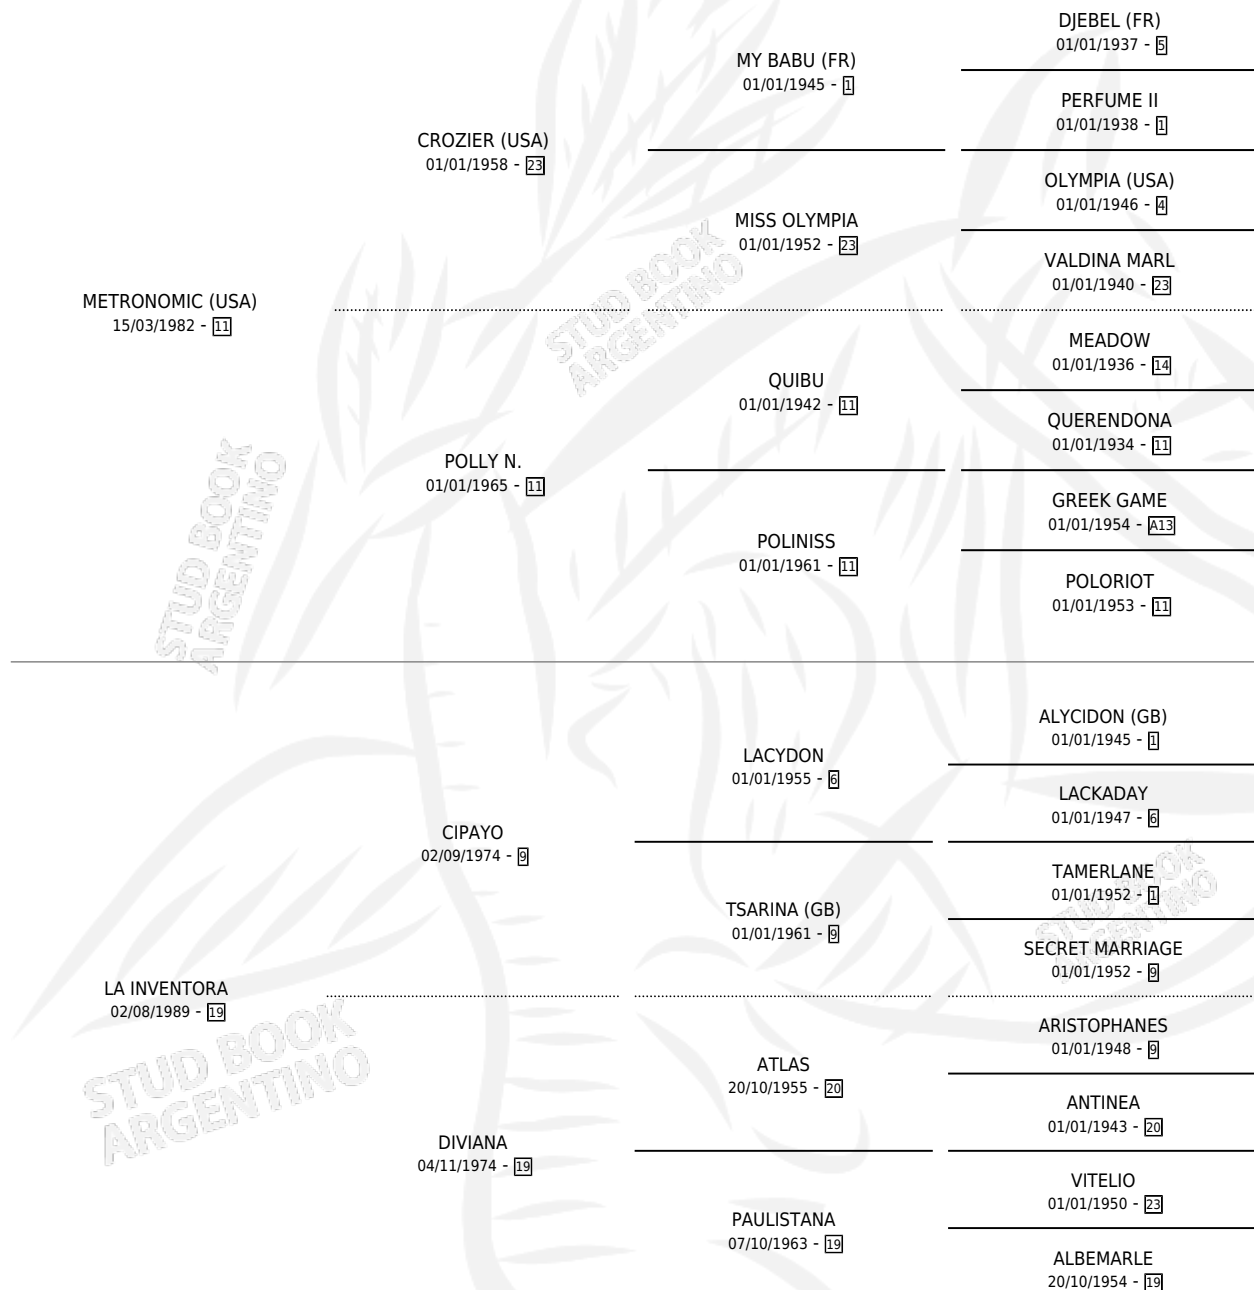 DJEBEL (FR)
01/01/1937 - 5
MY BABU (FR)
01/01/1945 - 1
PERFUME II
01/01/1938 - 1
CROZIER (USA)
01/01/1958 - 23
OLYMPIA (USA)
01/01/1946 - 4
MISS OLYMPIA
01/01/1952 - 23
VALDINA MARL
01/01/1940 - 23
METRONOMIC (USA)
15/03/1982 - 11
MEADOW
01/01/1936 - 14
QUIBU
01/01/1942 - 11
QUERENDONA
01/01/1934 - 11
POLLY N.
01/01/1965 - 11
GREEK GAME
01/01/1954 - A13
POLINISS
01/01/1961 - 11
POLORIOT
01/01/1953 - 11
ALYCIDON (GB)
01/01/1945 - 1
LACYDON
01/01/1955 - 6
LACKADAY
01/01/1947 - 6
CIPAYO
02/09/1974 - 9
TAMERLANE
01/01/1952 - 1
TSARINA (GB)
01/01/1961 - 9
SECRET MARRIAGE
01/01/1952 - 9
LA INVENTORA
02/08/1989 - 19
ARISTOPHANES
01/01/1948 - 9
ATLAS
20/10/1955 - 20
ANTINEA
01/01/1943 - 20
DIVIANA
04/11/1974 - 19
VITELIO
01/01/1950 - 23
PAULISTANA
07/10/1963 - 19
ALBEMARLE
20/10/1954 - 19
STUD BOOK
ARGENTINO
STUD BOOK
ARGENTINO
STUD BOOK
ARGENTINO
STUD BOOK
ARGENTINO